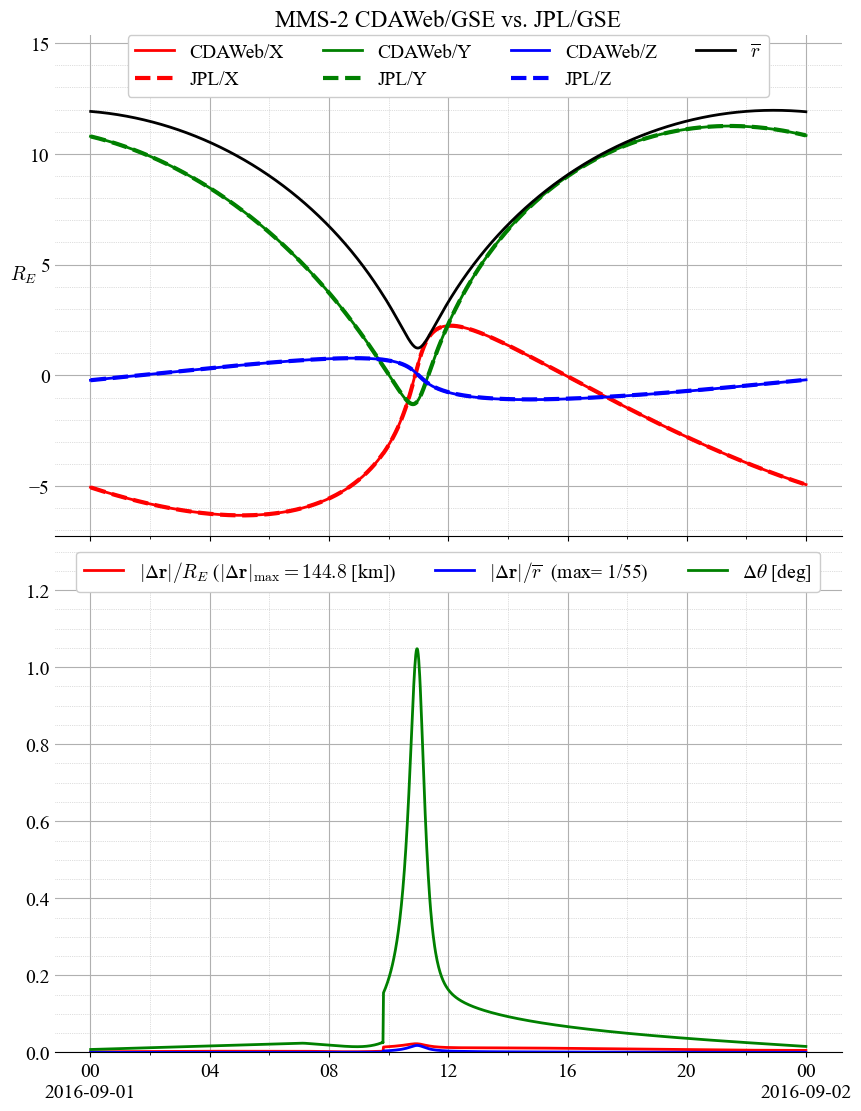 MMS-2 CDAWeb/GSE vs. JPL/GSE
CDAWeb/X CDAWeb/Y CDAWeb/Z r̅
JPL/X JPL/Y JPL/Z
15
10
5
R_E
0
−5
|Δr|/R_E (|Δr|_max = 144.8 [km]) |Δr|/r̅ (max= 1/55) Δθ [deg]
1.2
1.0
0.8
0.6
0.4
0.2
0.0
00 04 08 12 16 20 00
2016-09-01 2016-09-02